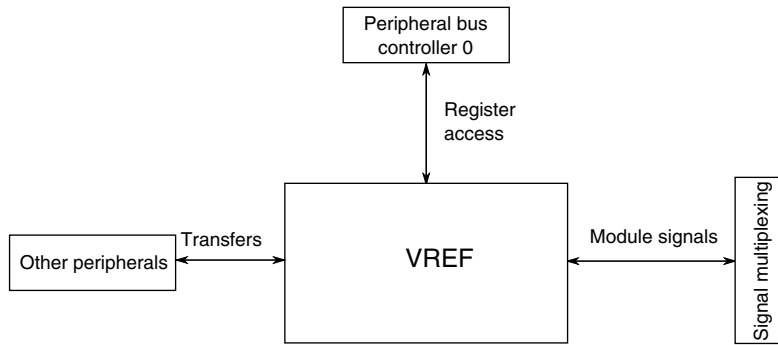 Peripheral bus
controller 0
Register
access
Transfers
Other peripherals
VREF
Module signals
Signal multiplexing